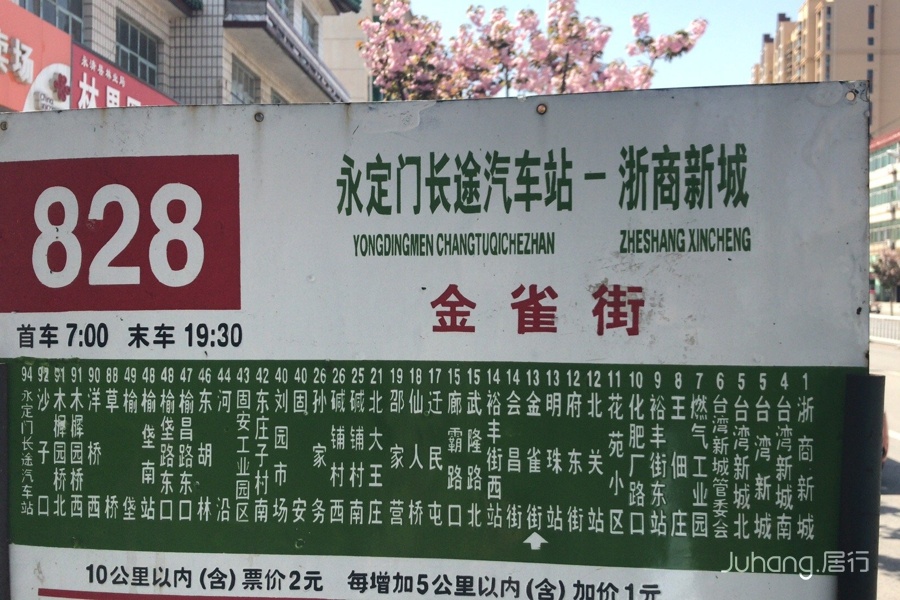 卖场
永定门长途汽车站－浙商新城
YONGDINGMEN CHANGTUQICHEZHAN ZHESHANG XINCHENG
828
金雀街
首车 7:00 末车 19:30
94 92 91 91 90 88 49 48 48 47 46 44 43 42 40 40 26 26 25 21 19 18 17 15 15 14 14 13 13 12 12 11 10 9 8 7 6 5 5 4 1
永定门长途汽车站
沙子口
木樨园桥北
木樨园桥西
洋桥西
草桥
榆垡
榆垡南站
榆垡路东口
榆昌路东口
东胡林
河沿
固安工业园区
东庄子村南
刘园市场
固安
孙家务
碱铺村西
碱铺村南
北大王庄
邵家营
仙人桥
迁民屯
廊霸路口
武隆路北口
裕丰街西站
会昌街
金雀街
明珠站
府东街
北关站
花苑小区
化肥厂路口
裕丰街东站
王佃庄
燃气工业园
台湾新城管委会
台湾新城北
台湾新城
台湾新城南
浙商新城
10公里以内(含)票价2元 每增加5公里以内(含)加价1元
Juhang.居行